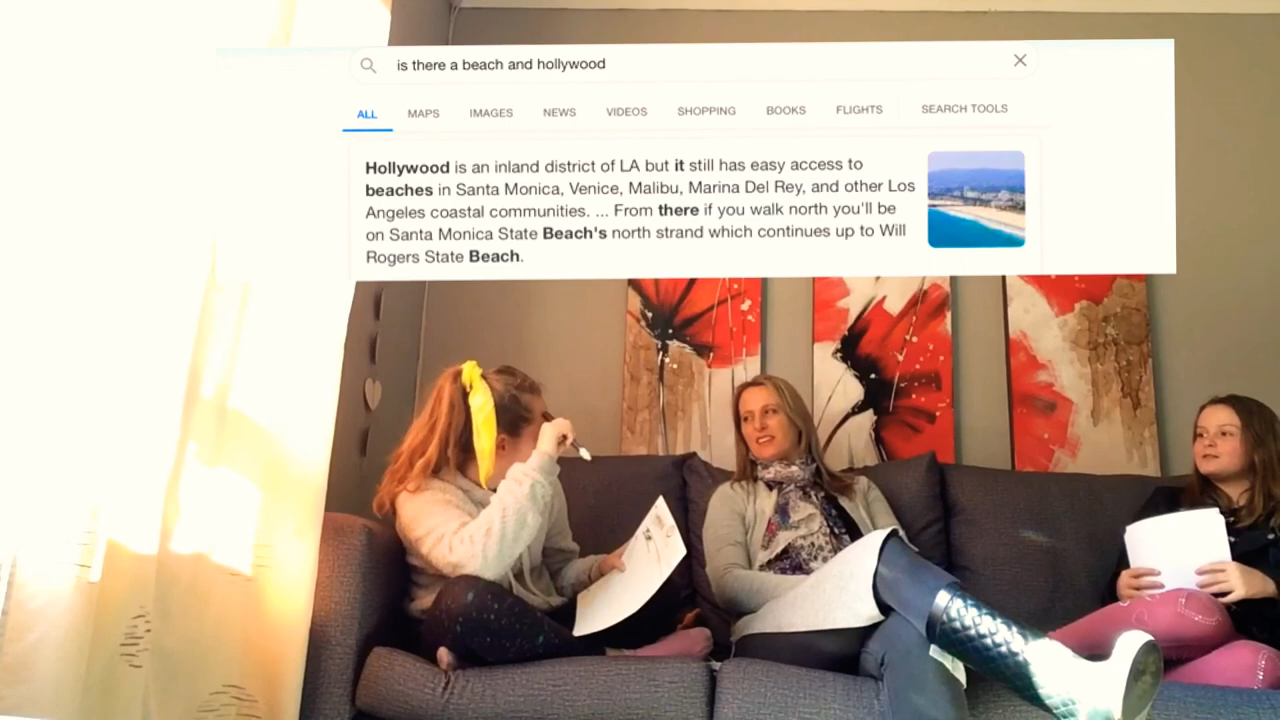 is there a beach and hollywood
ALL MAPS IMAGES NEWS VIDEOS SHOPPING BOOKS FLIGHTS SEARCH TOOLS
Hollywood is an inland district of LA but it still has easy access to
beaches in Santa Monica, Venice, Malibu, Marina Del Rey, and other Los
Angeles coastal communities. ... From there if you walk north you'll be
on Santa Monica State Beach's north strand which continues up to Will
Rogers State Beach.